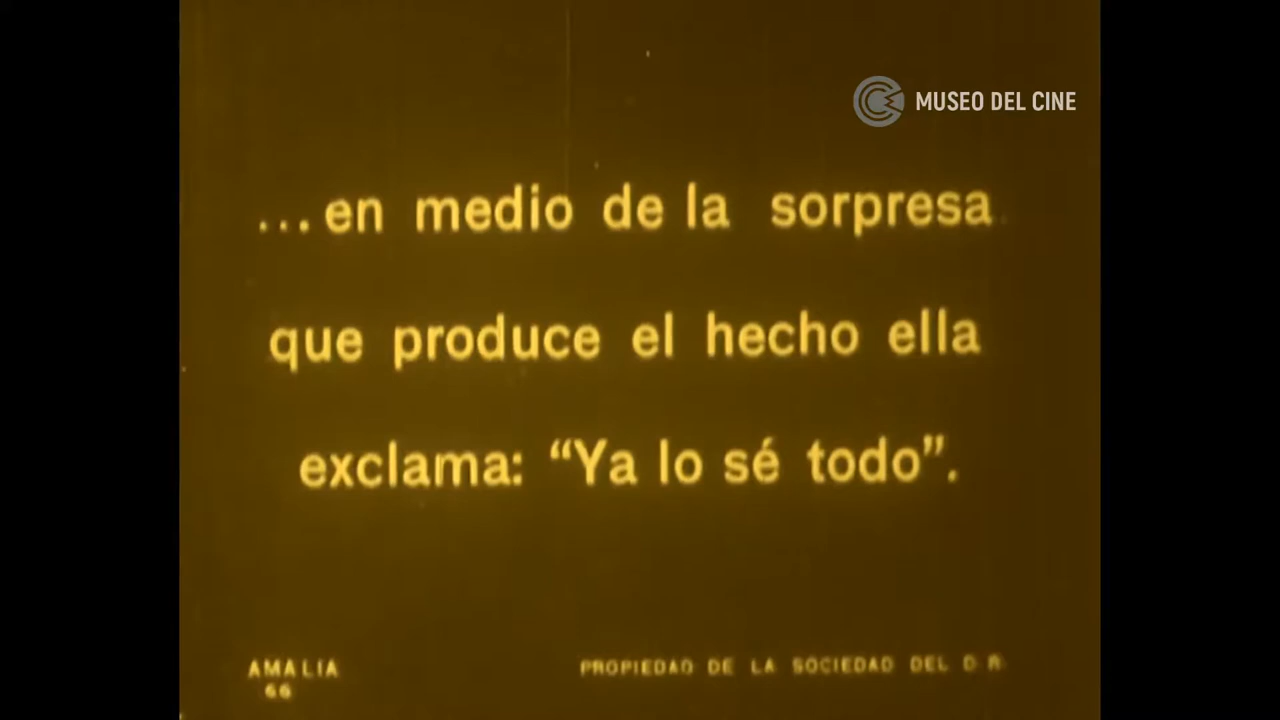 MUSEO DEL CINE
...en medio de la sorpresa
que produce el hecho ella
exclama: “Ya lo sé todo”.
AMALIA
66
PROPIEDAD DE LA SOCIEDAD DEL D R